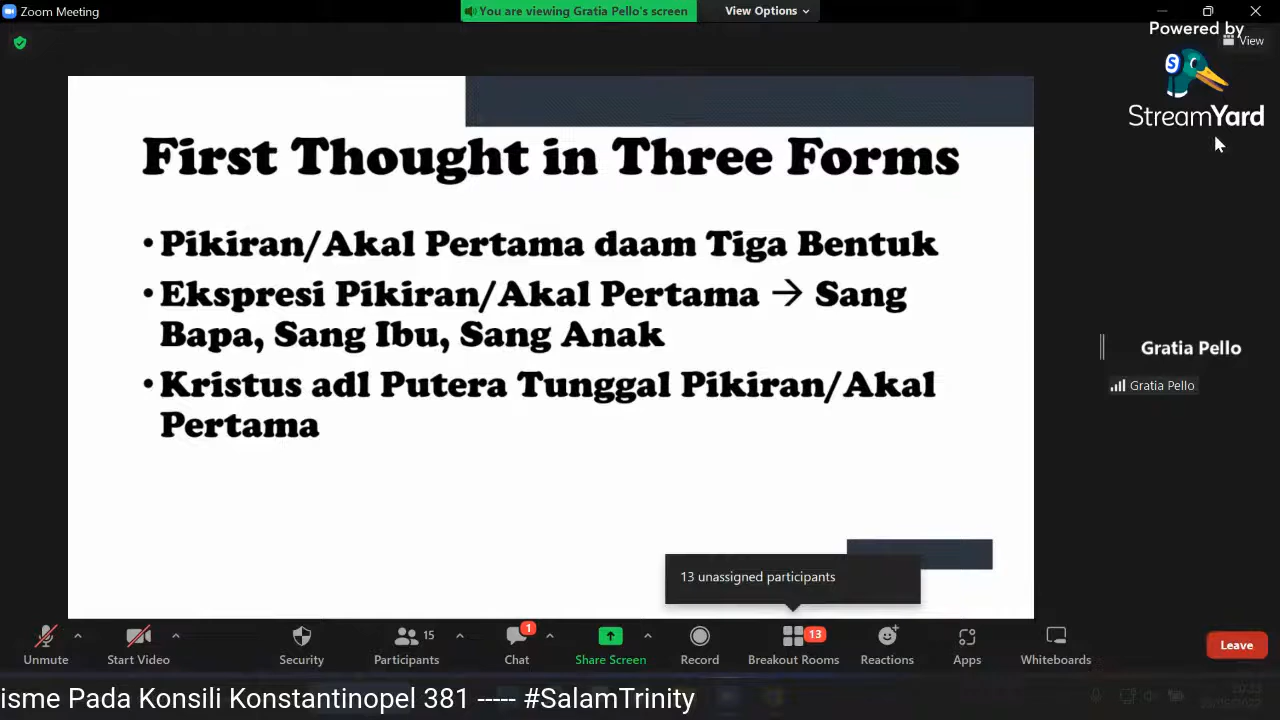 Zoom Meeting
You are viewing Gratia Pello's screen
View Options
Powered by
View
S
StreamYard
First Thought in Three Forms
• Pikiran/Akal Pertama daam Tiga Bentuk
• Ekspresi Pikiran/Akal Pertama → Sang
Bapa, Sang Ibu, Sang Anak
• Kristus adl Putera Tunggal Pikiran/Akal
Pertama
Gratia Pello
Gratia Pello
13 unassigned participants
15
1
13
Unmute
Start Video
Security
Participants
Chat
Share Screen
Record
Breakout Rooms
Reactions
Apps
Whiteboards
Leave
isme Pada Konsili Konstantinopel 381 ----- #SalamTrinity